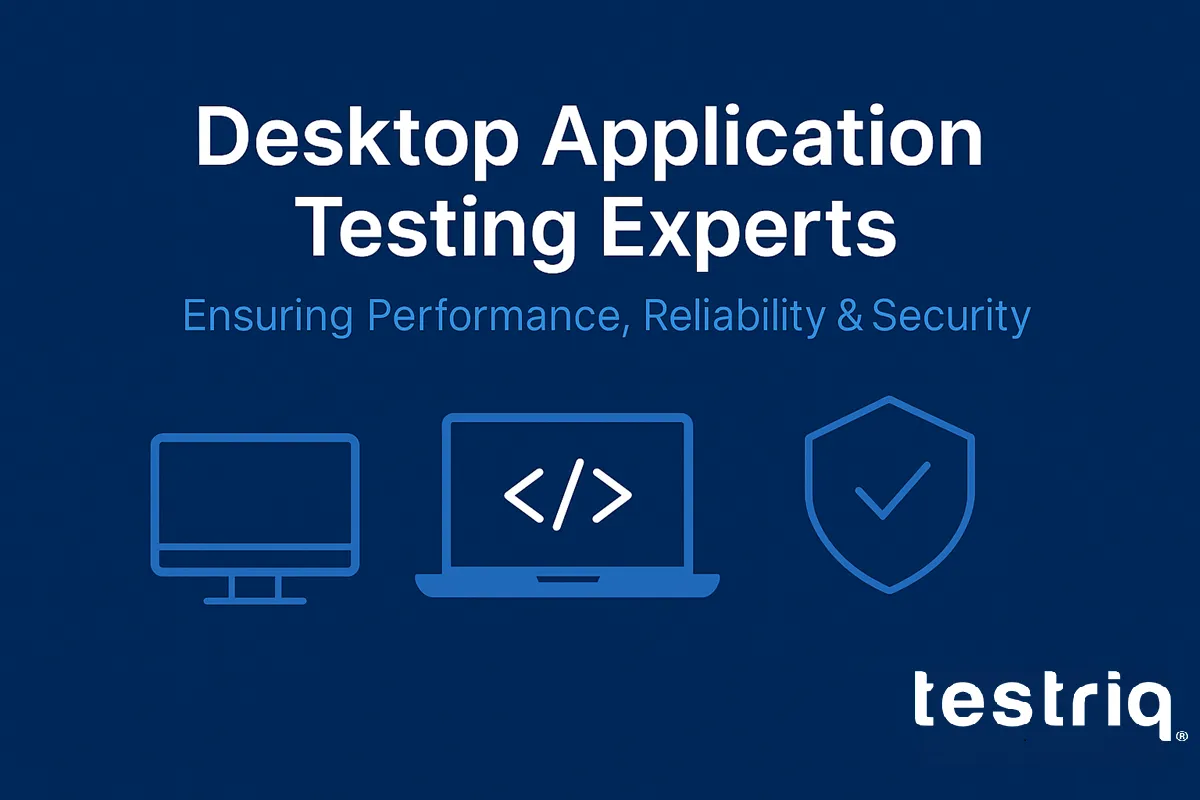 Desktop Application
Testing Experts
Ensuring Performance, Reliability & Security
</>
testriq®